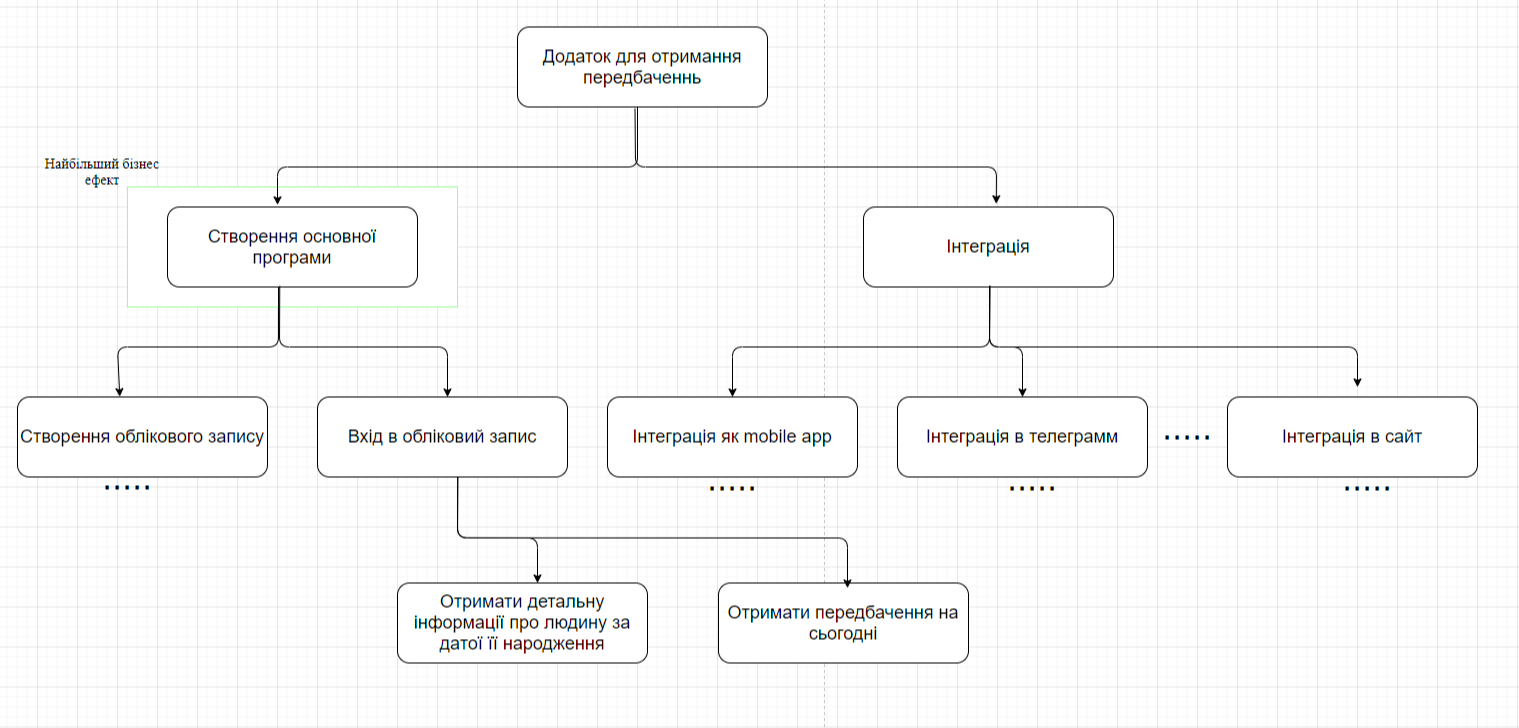 Додаток для отримання
передбаченнь
Найбільший бізнес
ефект
Створення основної
програми
Інтеграція
Створення облікового запису
Вхід в обліковий запис
Інтеграція як mobile app
Інтеграція в телеграмм
.....
Інтеграція в сайт
.....
.....
.....
.....
Отримати детальну
інформації про людину за
датої її народження
Отримати передбачення на
сьогодні